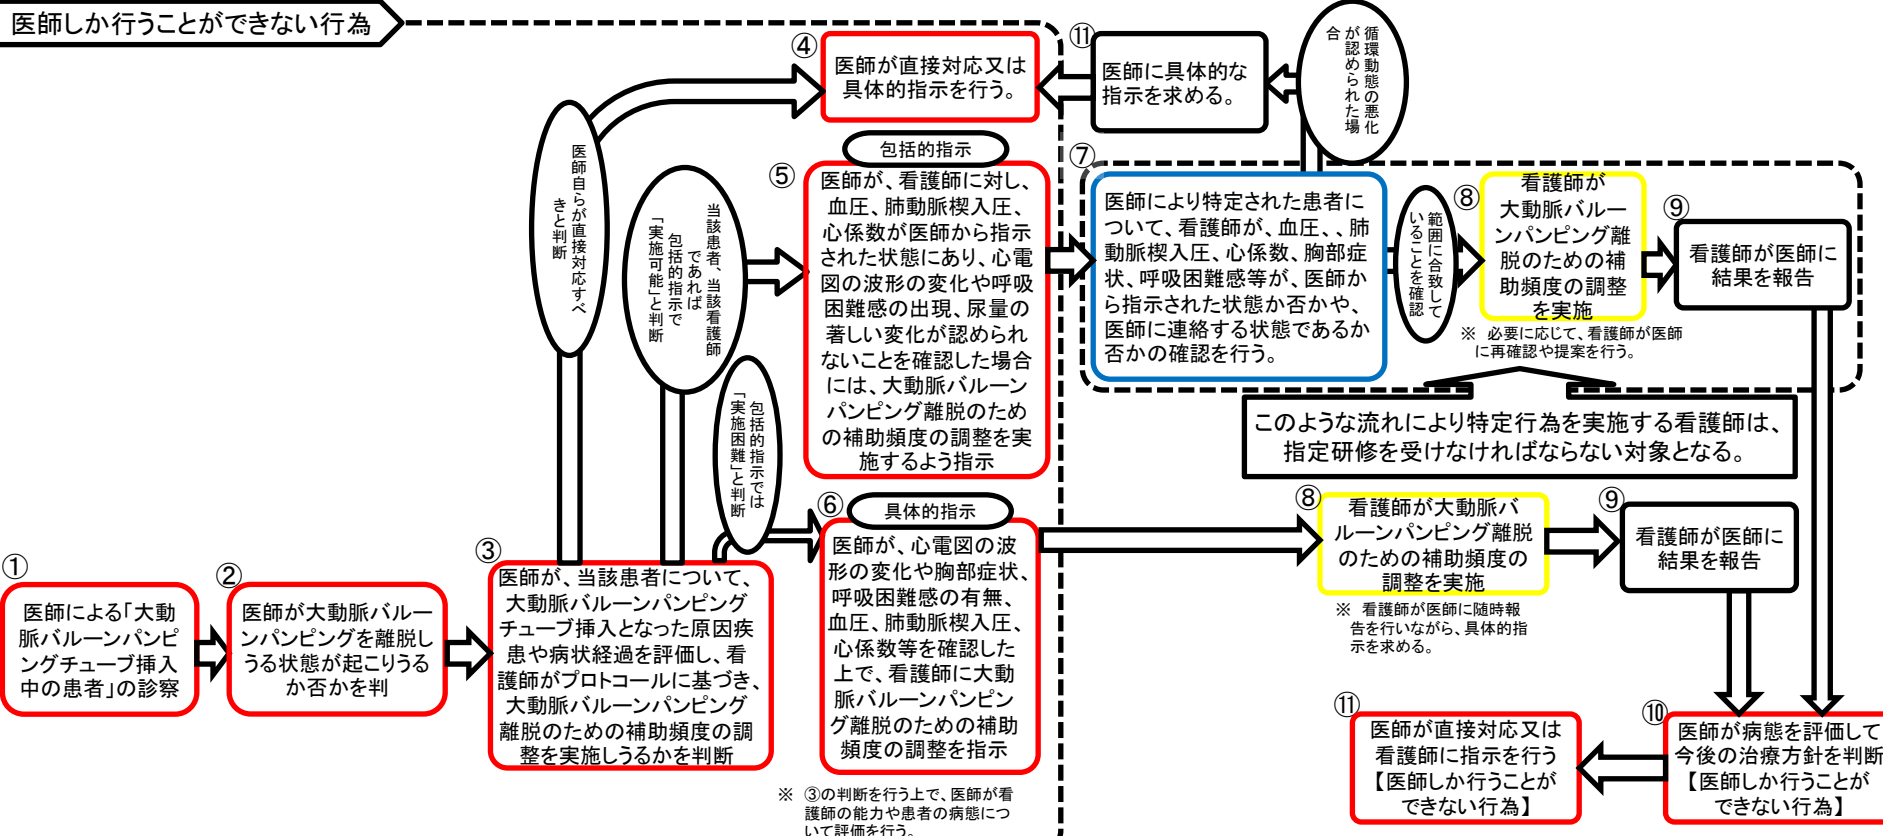 医師しか行うことができない行為
①
医師による「大動
脈バルーンパンピ
ングチューブ挿入
中の患者」の診察
②
医師が大動脈バルー
ンパンピングを離脱し
うる状態が起こりうる
か否かを判
③
医師が、当該患者について、
大動脈バルーンパンピング
チューブ挿入となった原因疾
患や病状経過を評価し、看
護師がプロトコールに基づき、
大動脈バルーンパンピング
離脱のための補助頻度の調
整を実施しうるかを判断
医師自らが直接対応すべ
きと判断
当該患者、当該看護師
であれば
包括的指示で
「実施可能」と判断
包括的指示では
「実施困難」と判断
④
医師が直接対応又は
具体的指示を行う。
⑤
包括的指示
医師が、看護師に対し、
血圧、肺動脈楔入圧、
心係数が医師から指示
された状態にあり、心電
図の波形の変化や呼吸
困難感の出現、尿量の
著しい変化が認められ
ないことを確認した場合
には、大動脈バルーン
パンピング離脱のため
の補助頻度の調整を実
施するよう指示
⑥
具体的指示
医師が、心電図の波
形の変化や胸部症状、
呼吸困難感の有無、
血圧、肺動脈楔入圧、
心係数等を確認した
上で、看護師に大動
脈バルーンパンピン
グ離脱のための補助
頻度の調整を指示
※ ③の判断を行う上で、医師が看
護師の能力や患者の病態につ
いて評価を行う。
⑪
医師に具体的な
指示を求める。
循環動態の悪化
が認められた場
合
⑦
医師により特定された患者に
ついて、看護師が、血圧、、肺
動脈楔入圧、心係数、胸部症
状、呼吸困難感等が、医師か
ら指示された状態か否かや、
医師に連絡する状態であるか
否かの確認を行う。
範囲に合致して
いることを確認
⑧
看護師が
大動脈バルー
ンパンピング離
脱のための補
助頻度の調整
を実施
※ 必要に応じて、看護師が医師
に再確認や提案を行う。
⑨
看護師が医師に
結果を報告
このような流れにより特定行為を実施する看護師は、
指定研修を受けなければならない対象となる。
⑧
看護師が大動脈バ
ルーンパンピング離脱
のための補助頻度の
調整を実施
※ 看護師が医師に随時報
告を行いながら、具体的指
示を求める。
⑨
看護師が医師に
結果を報告
⑩
医師が病態を評価して
今後の治療方針を判断
【医師しか行うことが
できない行為】
⑪
医師が直接対応又は
看護師に指示を行う
【医師しか行うことが
できない行為】